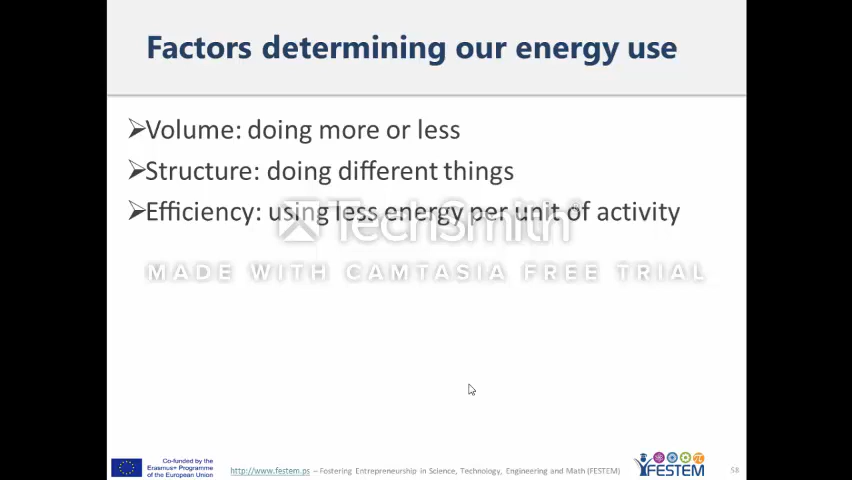 Factors determining our energy use
➢Volume: doing more or less
➢Structure: doing different things
➢Efficiency: using less energy per unit of activity
TechSmith®
MADE WITH CAMTASIA FREE TRIAL
Co-funded by the
Erasmus+ Programme
of the European Union
http://www.festem.ps – Fostering Entrepreneurship in Science, Technology, Engineering and Math (FESTEM)
FESTEM
58